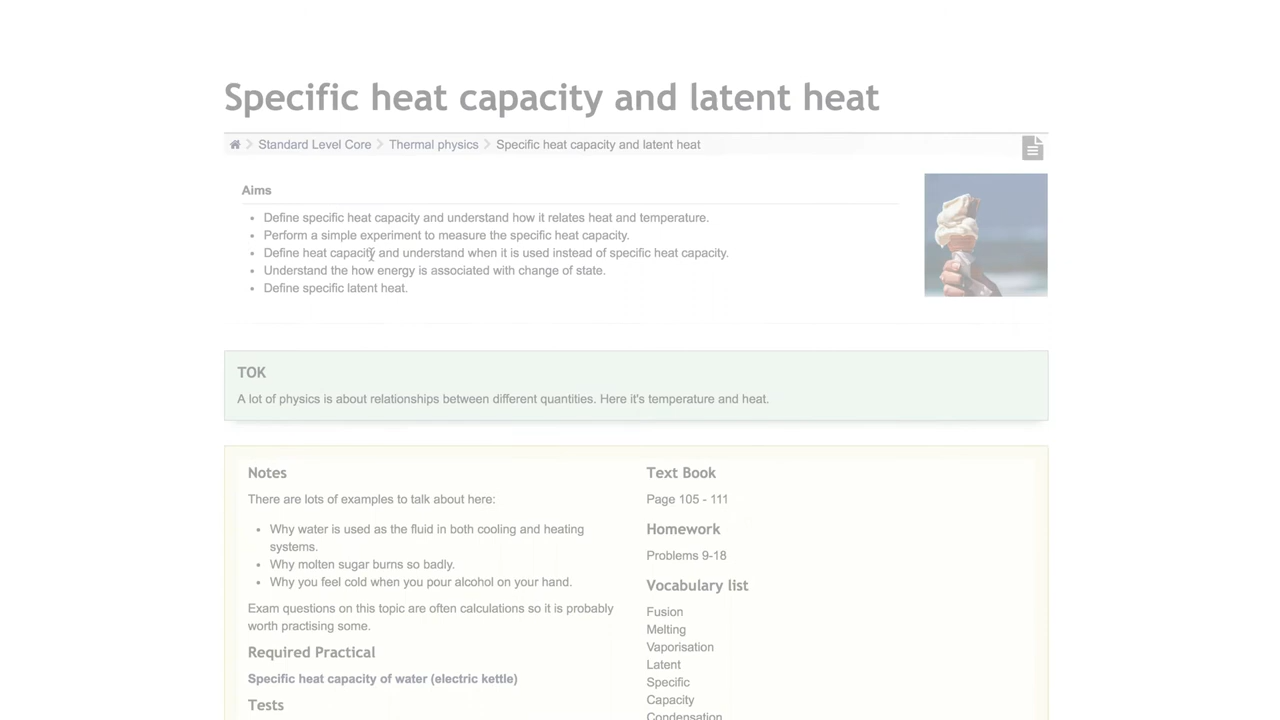 Specific heat capacity and latent heat
Standard Level Core Thermal physics Specific heat capacity and latent heat
Aims
Define specific heat capacity and understand how it relates heat and temperature.
Perform a simple experiment to measure the specific heat capacity.
Define heat capacity and understand when it is used instead of specific heat capacity.
Understand the how energy is associated with change of state.
Define specific latent heat.
TOK
A lot of physics is about relationships between different quantities. Here it's temperature and heat.
Notes
There are lots of examples to talk about here:
Why water is used as the fluid in both cooling and heating
systems.
Why molten sugar burns so badly.
Why you feel cold when you pour alcohol on your hand.
Exam questions on this topic are often calculations so it is probably
worth practising some.
Required Practical
Specific heat capacity of water (electric kettle)
Tests
Text Book
Page 105 - 111
Homework
Problems 9-18
Vocabulary list
Fusion
Melting
Vaporisation
Latent
Specific
Capacity
Condensation